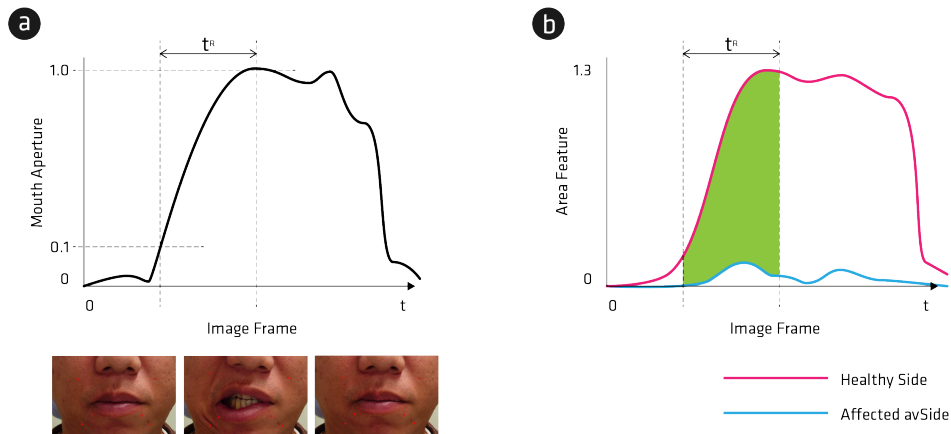 a
tR
1.0
Mouth Aperture
0.1
0
0
t
Image Frame
b
tR
1.3
Area Feature
0
0
t
Image Frame
Healthy Side
Affected avSide